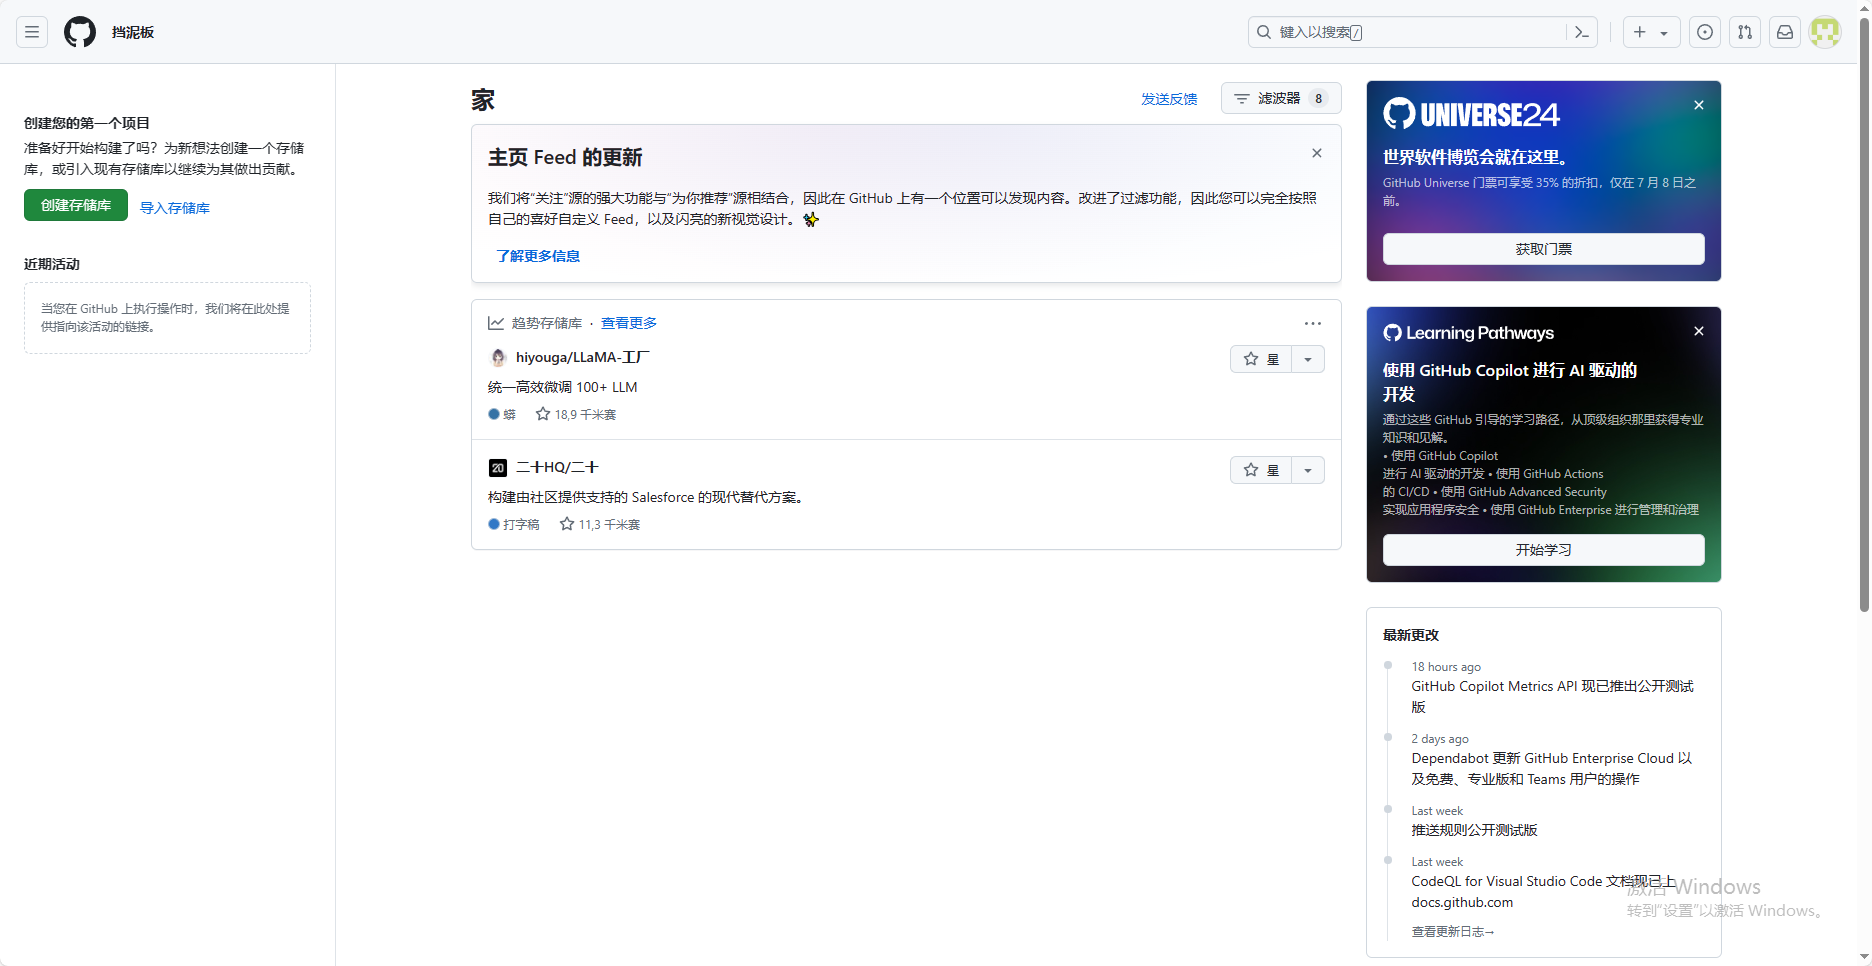 挡泥板
键入以搜索/
创建您的第一个项目
准备好开始构建了吗？为新想法创建一个存储
库，或引入现有存储库以继续为其做出贡献。
创建存储库 导入存储库
近期活动
当您在 GitHub 上执行操作时，我们将在此处提
供指向该活动的链接。
家
发送反馈
滤波器 8
主页 Feed 的更新
我们将“关注”源的强大功能与“为你推荐”源相结合，因此在 GitHub 上有一个位置可以发现内容。改进了过滤功能，因此您可以完全按照
自己的喜好自定义 Feed，以及闪亮的新视觉设计。✨
了解更多信息
趋势存储库 · 查看更多
hiyouga/LLaMA-工厂
星
统一高效微调 100+ LLM
蟒 18,9 千米赛
20 二十HQ/二十
星
构建由社区提供支持的 Salesforce 的现代替代方案。
打字稿 11,3 千米赛
UNIVERSE24
世界软件博览会就在这里。
GitHub Universe 门票可享受 35% 的折扣，仅在 7 月 8 日之
前。
获取门票
Learning Pathways
使用 GitHub Copilot 进行 AI 驱动的
开发
通过这些 GitHub 引导的学习路径，从顶级组织那里获得专业
知识和见解。
• 使用 GitHub Copilot
进行 AI 驱动的开发 • 使用 GitHub Actions
的 CI/CD • 使用 GitHub Advanced Security
实现应用程序安全 • 使用 GitHub Enterprise 进行管理和治理
开始学习
最新更改
18 hours ago
GitHub Copilot Metrics API 现已推出公开测试
版
2 days ago
Dependabot 更新 GitHub Enterprise Cloud 以
及免费、专业版和 Teams 用户的操作
Last week
推送规则公开测试版
Last week
CodeQL for Visual Studio Code 文档现已上
docs.github.com
查看更新日志→
激活 Windows
转到“设置”以激活 Windows。